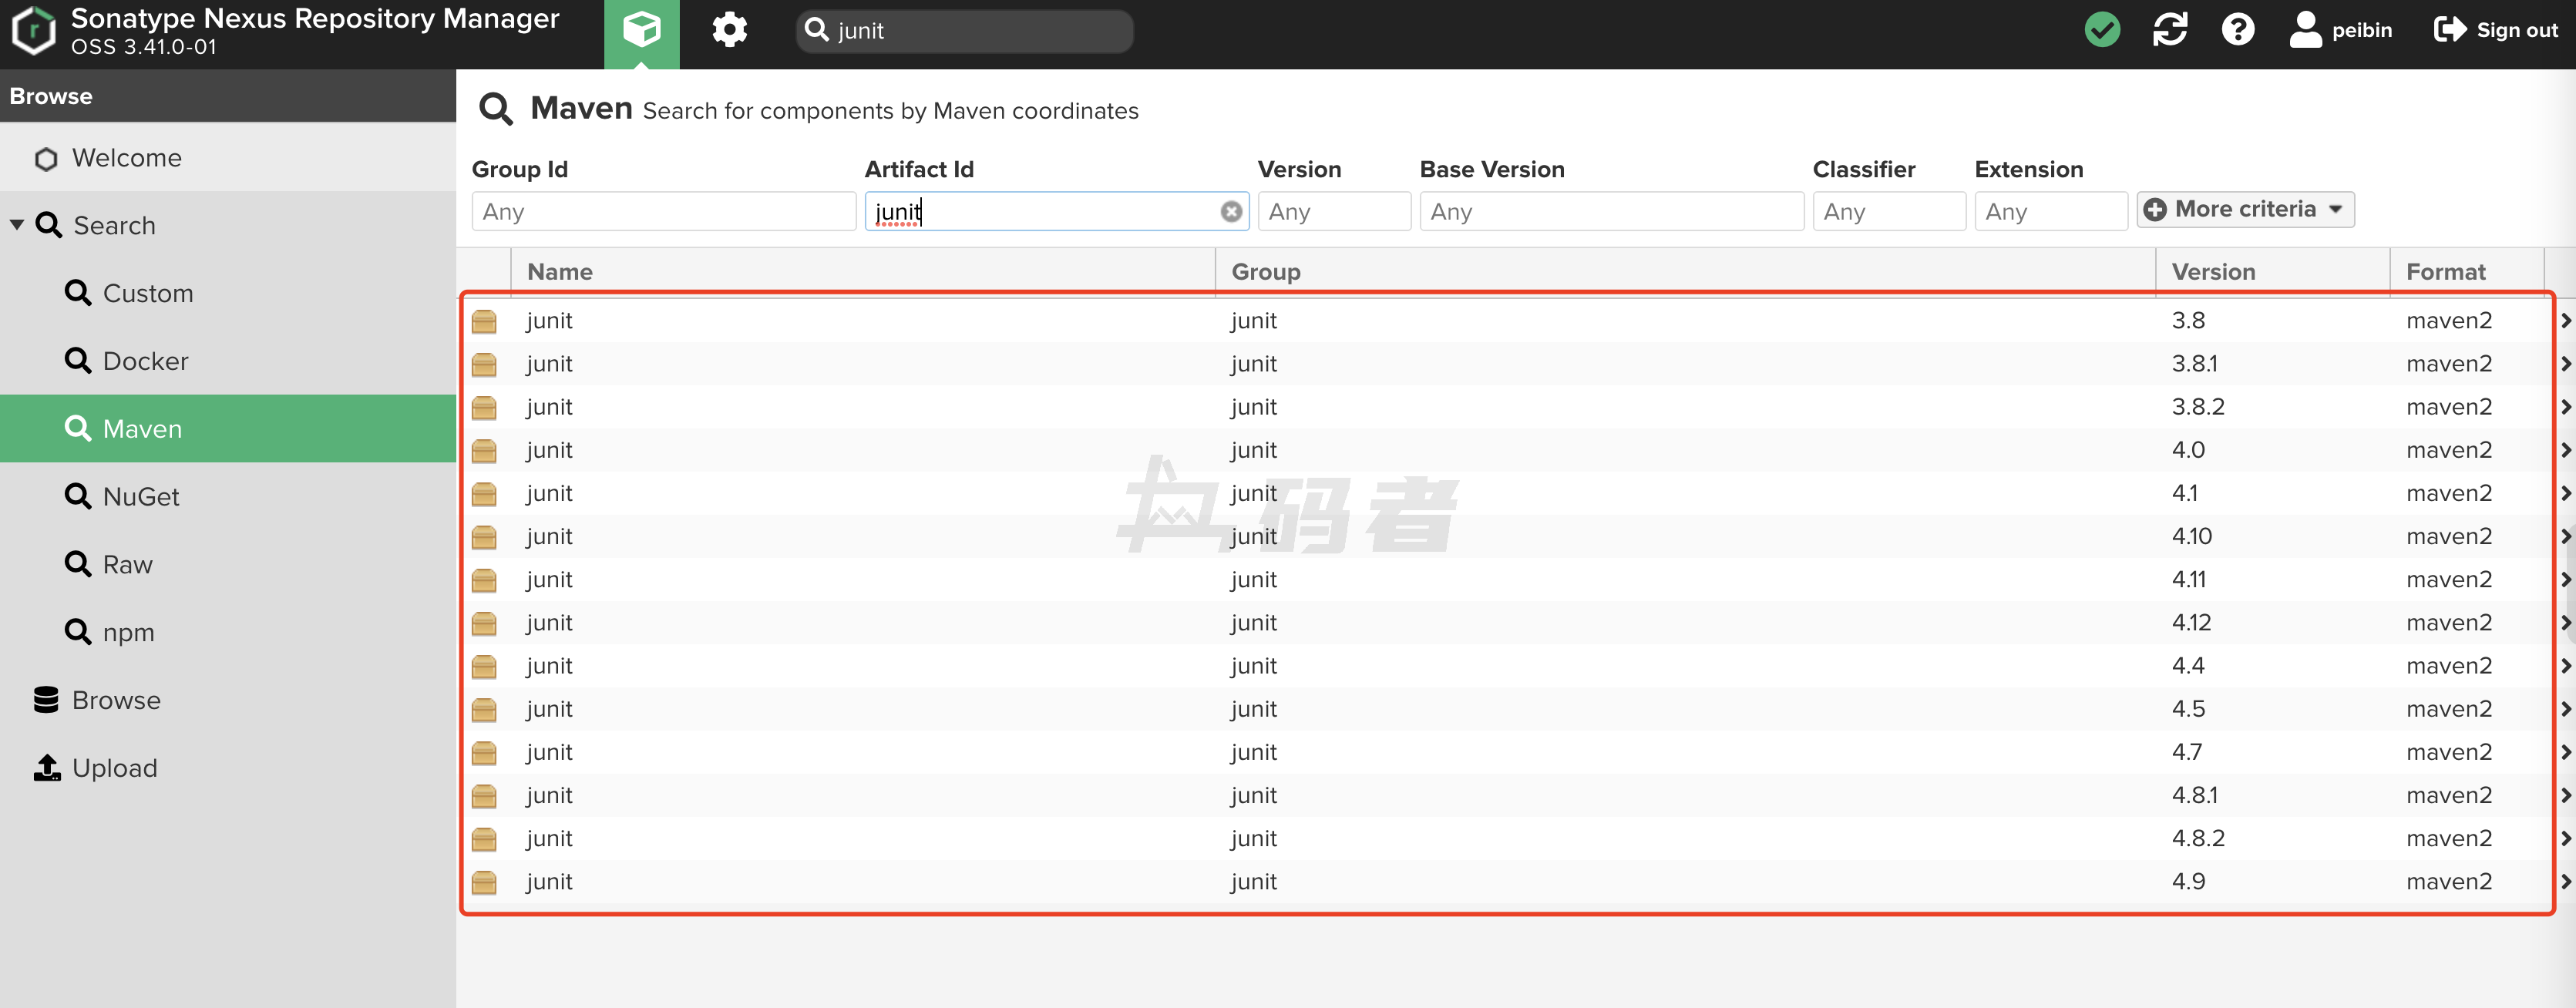 Sonatype Nexus Repository Manager
OSS 3.41.0-01
junit
peibin
Sign out
Browse
Welcome
Search
Custom
Docker
Maven
NuGet
Raw
npm
Browse
Upload
Maven Search for components by Maven coordinates
Group Id Artifact Id Version Base Version Classifier Extension
Any junit Any Any Any Any More criteria
Name Group Version Format
junit junit 3.8 maven2
junit junit 3.8.1 maven2
junit junit 3.8.2 maven2
junit junit 4.0 maven2
junit junit 4.1 maven2
junit junit 4.10 maven2
junit junit 4.11 maven2
junit junit 4.12 maven2
junit junit 4.4 maven2
junit junit 4.5 maven2
junit junit 4.7 maven2
junit junit 4.8.1 maven2
junit junit 4.8.2 maven2
junit junit 4.9 maven2
码者